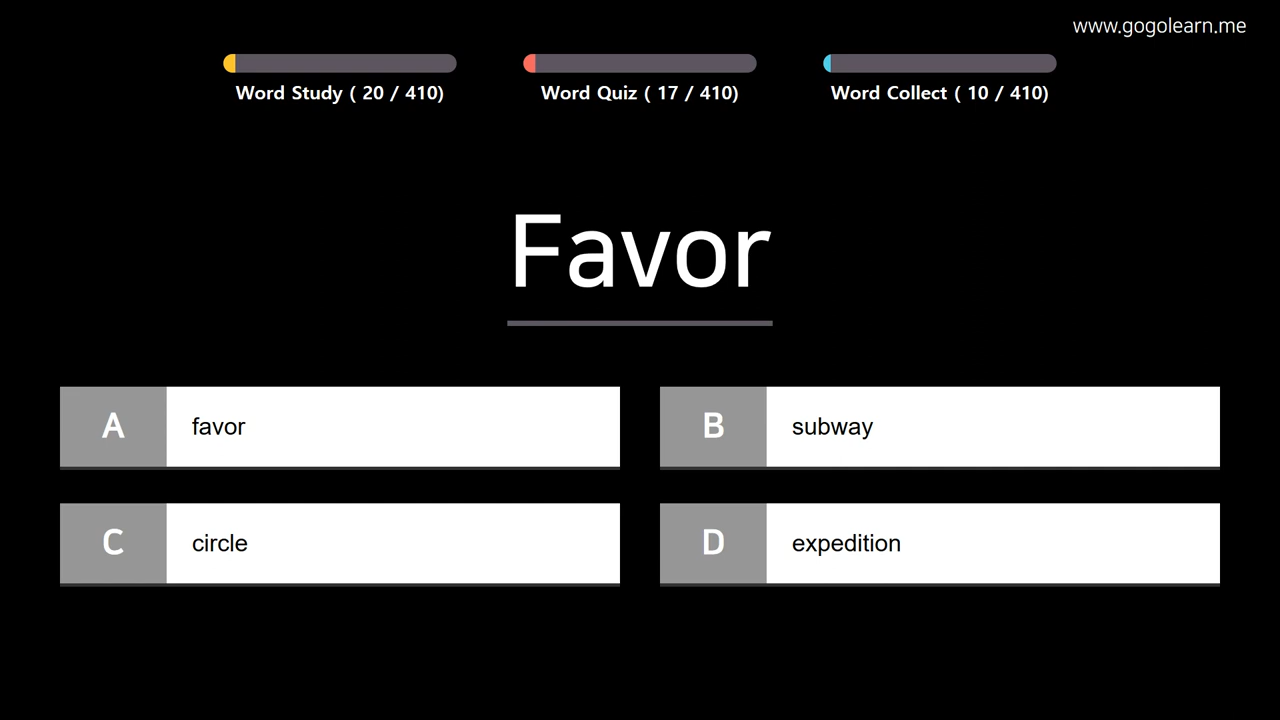 www.gogolearn.me
Word Study ( 20 / 410)
Word Quiz ( 17 / 410)
Word Collect ( 10 / 410)
Favor
A favor
B subway
C circle
D expedition